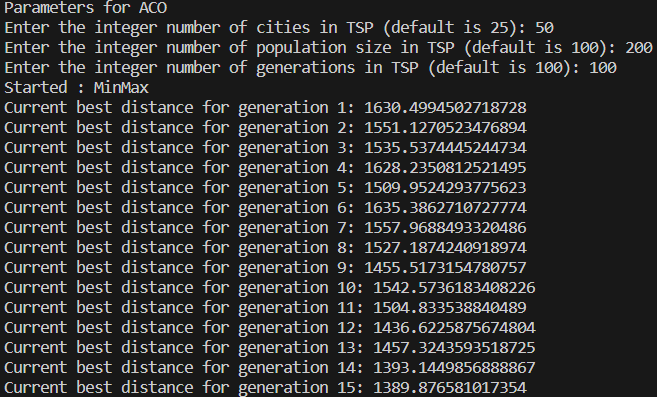 Parameters for ACO
Enter the integer number of cities in TSP (default is 25): 50
Enter the integer number of population size in TSP (default is 100): 200
Enter the integer number of generations in TSP (default is 100): 100
Started : MinMax
Current best distance for generation 1: 1630.4994502718728
Current best distance for generation 2: 1551.1270523476894
Current best distance for generation 3: 1535.5374445244734
Current best distance for generation 4: 1628.2350812521495
Current best distance for generation 5: 1509.9524293775623
Current best distance for generation 6: 1635.3862710727774
Current best distance for generation 7: 1557.9688493320486
Current best distance for generation 8: 1527.1874240918974
Current best distance for generation 9: 1455.5173154780757
Current best distance for generation 10: 1542.5736183408226
Current best distance for generation 11: 1504.833538840489
Current best distance for generation 12: 1436.6225875674804
Current best distance for generation 13: 1457.3243593518725
Current best distance for generation 14: 1393.1449856888867
Current best distance for generation 15: 1389.876581017354